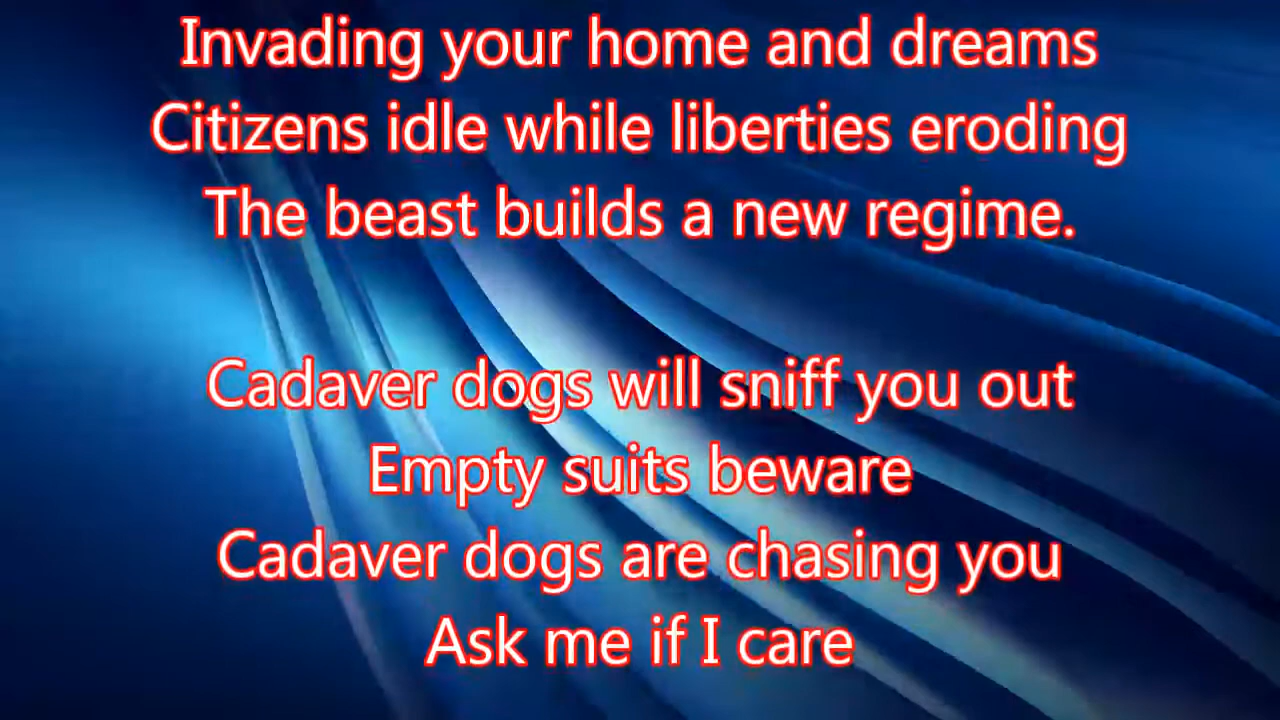 Invading your home and dreams
Citizens idle while liberties eroding
The beast builds a new regime.
Cadaver dogs will sniff you out
Empty suits beware
Cadaver dogs are chasing you
Ask me if I care